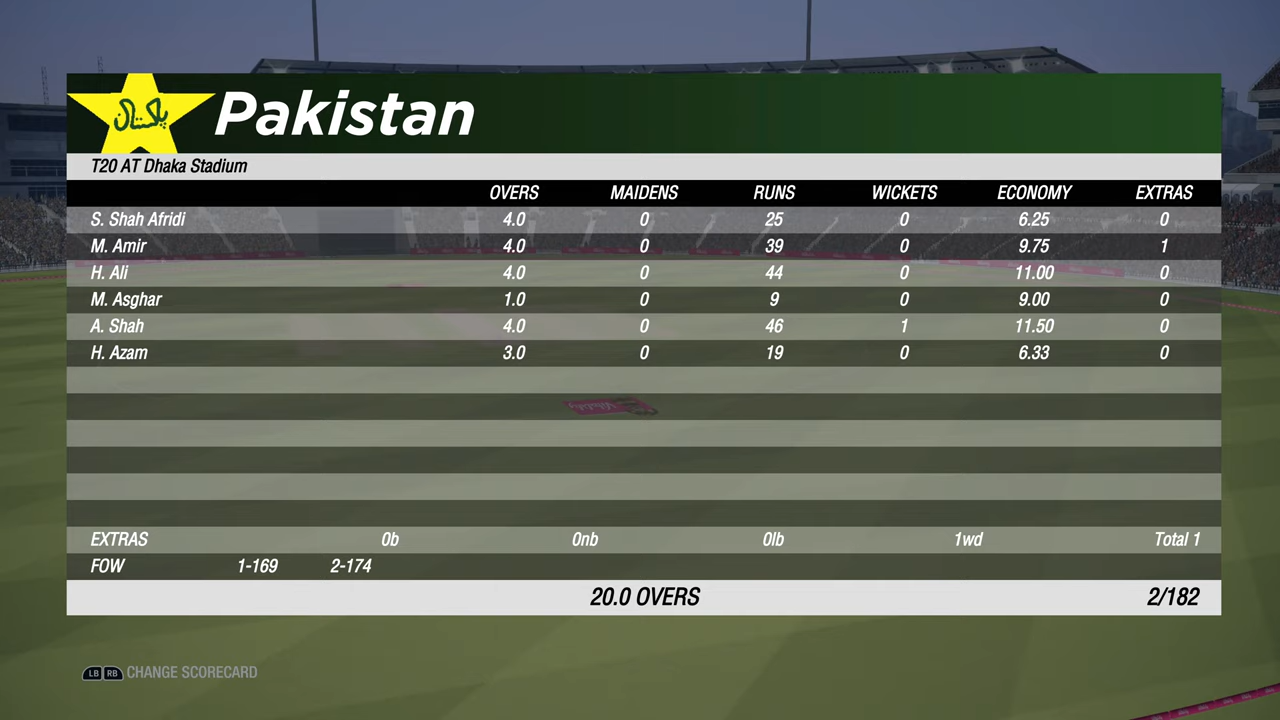 پاکستان Pakistan
T20 AT Dhaka Stadium
OVERS MAIDENS RUNS WICKETS ECONOMY EXTRAS
S. Shah Afridi 4.0 0 25 0 6.25 0
M. Amir 4.0 0 39 0 9.75 1
H. Ali 4.0 0 44 0 11.00 0
M. Asghar 1.0 0 9 0 9.00 0
A. Shah 4.0 0 46 1 11.50 0
H. Azam 3.0 0 19 0 6.33 0
EXTRAS 0b 0nb 0lb 1wd Total 1
FOW 1-169 2-174
20.0 OVERS 2/182
LB RB CHANGE SCORECARD